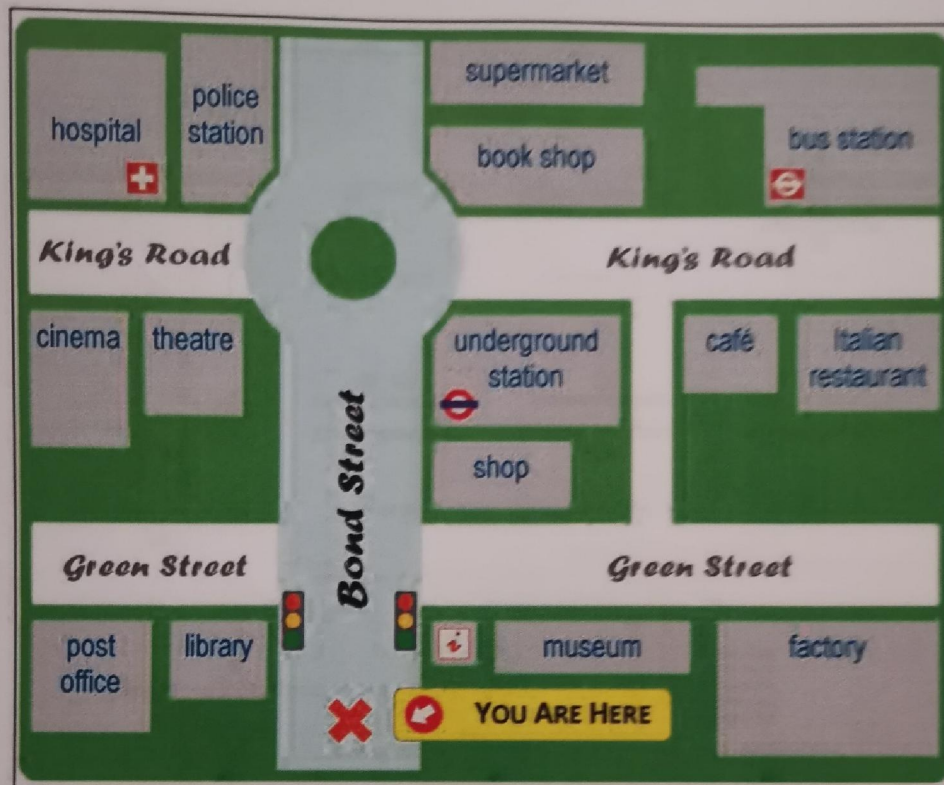 hospital
police
station
supermarket
book shop
bus station
King's Road
King's Road
cinema
theatre
underground
station
café
Italian
restaurant
shop
Bond Street
Green Street
Green Street
post
office
library
i
museum
factory
YOU ARE HERE